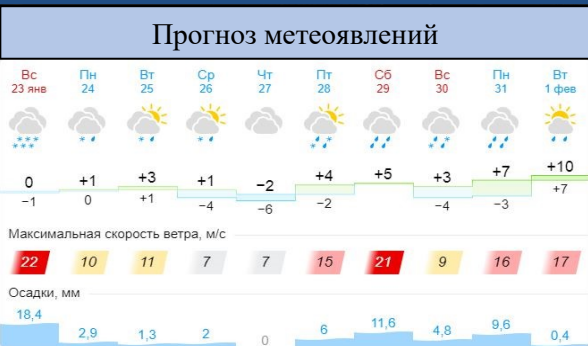 Прогноз метеоявлений
Вс Пн Вт Ср Чт Пт Сб Вс Пн Вт
23 янв 24 25 26 27 28 29 30 31 1 фев
0 +1 +3 +1 −2 +4 +5 +3 +7 +10
−1 0 +1 −4 −6 −2 −4 −3 +7
Максимальная скорость ветра, м/с
22 10 11 7 7 15 21 9 16 17
Осадки, мм
18,4 2,9 1,3 2 0 6 11,6 4,8 9,6 0,4